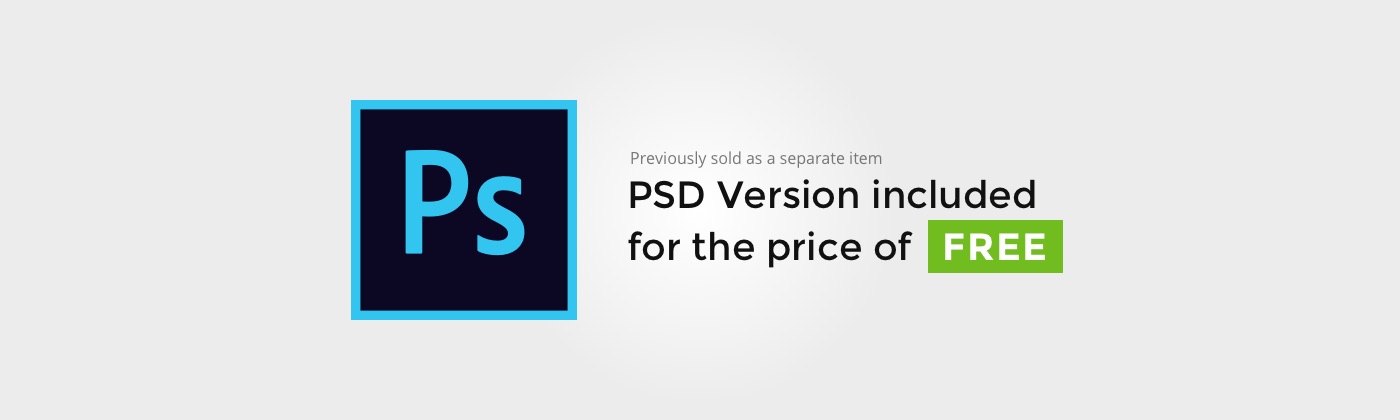 Ps
Previously sold as a separate item
PSD Version included
for the price of FREE